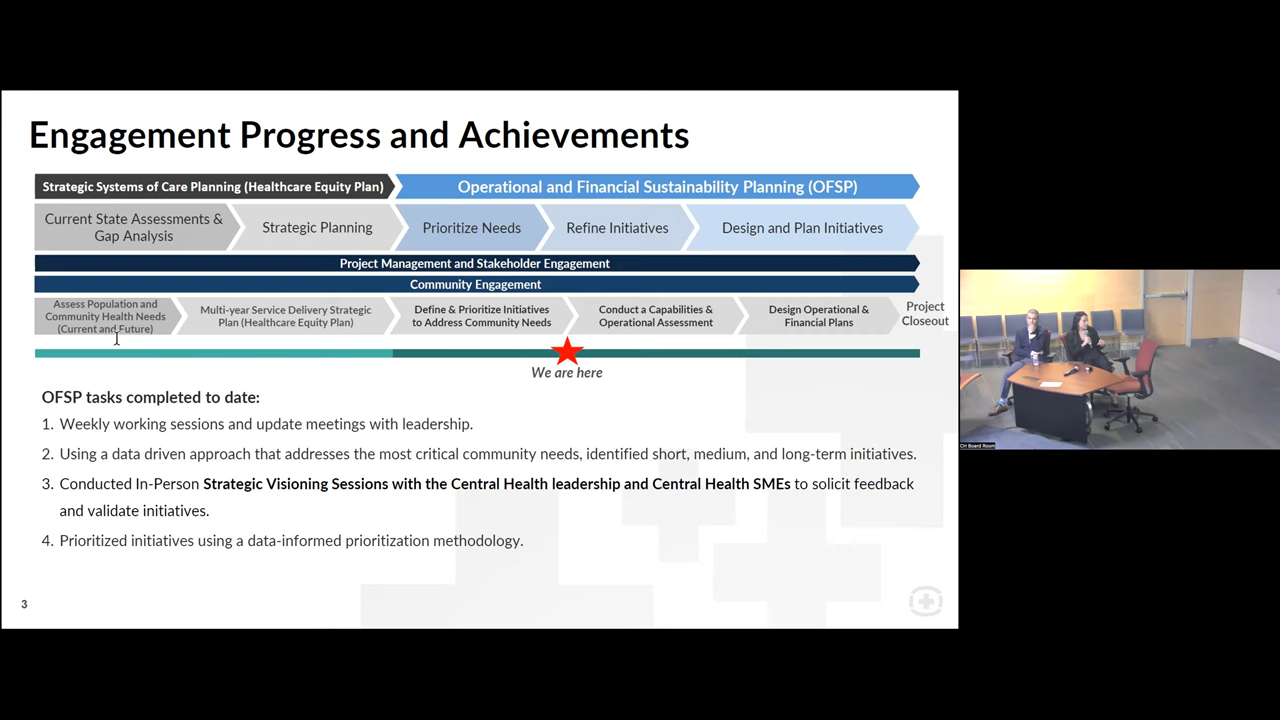 Engagement Progress and Achievements
Strategic Systems of Care Planning (Healthcare Equity Plan)
Operational and Financial Sustainability Planning (OFSP)
Current State Assessments &
Gap Analysis
Strategic Planning
Prioritize Needs
Refine Initiatives
Design and Plan Initiatives
Project Management and Stakeholder Engagement
Community Engagement
Assess Population and
Community Health Needs
(Current and Future)
Multi-year Service Delivery Strategic
Plan (Healthcare Equity Plan)
Define & Prioritize Initiatives
to Address Community Needs
Conduct a Capabilities &
Operational Assessment
Design Operational &
Financial Plans
Project
Closeout
We are here
OFSP tasks completed to date:
1. Weekly working sessions and update meetings with leadership.
2. Using a data driven approach that addresses the most critical community needs, identified short, medium, and long-term initiatives.
3. Conducted In-Person Strategic Visioning Sessions with the Central Health leadership and Central Health SMEs to solicit feedback
and validate initiatives.
4. Prioritized initiatives using a data-informed prioritization methodology.
3
CH Board Room